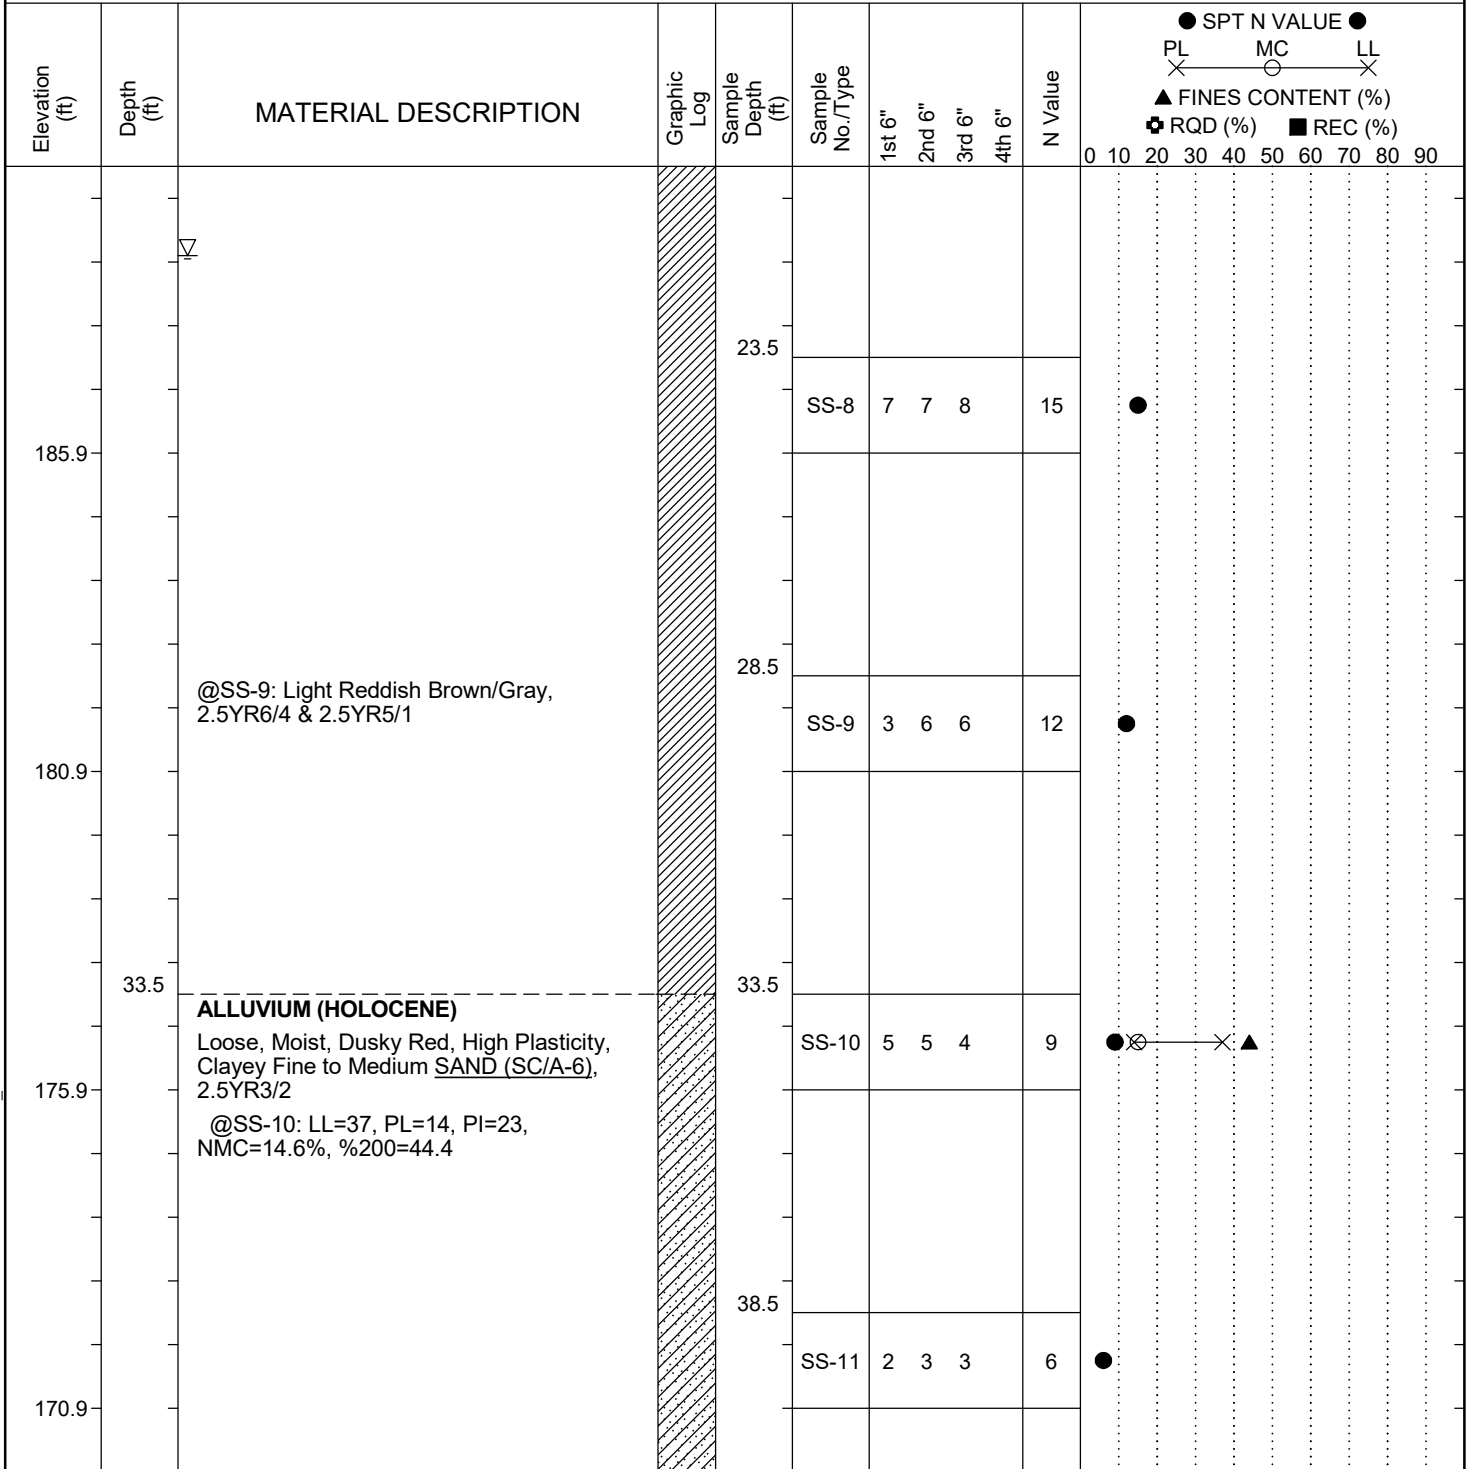 ● SPT N VALUE ●
PL MC LL
▲ FINES CONTENT (%)
RQD (%) ■ REC (%)
Elevation (ft)
Depth (ft)
MATERIAL DESCRIPTION
Graphic Log
Sample Depth (ft)
Sample No./Type
1st 6"
2nd 6"
3rd 6"
4th 6"
N Value
0 10 20 30 40 50 60 70 80 90
23.5
SS-8 7 7 8 15
185.9
28.5
@SS-9: Light Reddish Brown/Gray,
2.5YR6/4 & 2.5YR5/1
SS-9 3 6 6 12
180.9
33.5 33.5
ALLUVIUM (HOLOCENE)
Loose, Moist, Dusky Red, High Plasticity,
Clayey Fine to Medium SAND (SC/A-6),
2.5YR3/2
SS-10 5 5 4 9
175.9
@SS-10: LL=37, PL=14, PI=23,
NMC=14.6%, %200=44.4
38.5
SS-11 2 3 3 6
170.9